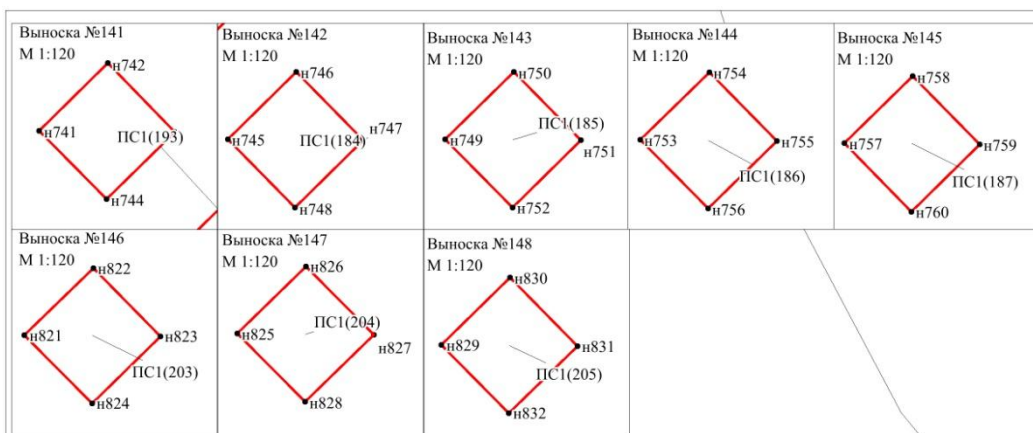 Выноска №141
М 1:120
н742
н741
ПС1(193)
н744
Выноска №142
М 1:120
н746
н747
н745
ПС1(184)
н748
Выноска №143
М 1:120
н750
ПС1(185)
н749
н751
н752
Выноска №144
М 1:120
н754
н753
н755
ПС1(186)
н756
Выноска №145
М 1:120
н758
н757
н759
ПС1(187)
н760
Выноска №146
М 1:120
н822
н821
н823
ПС1(203)
н824
Выноска №147
М 1:120
н826
ПС1(204)
н825
н827
н828
Выноска №148
М 1:120
н830
н829
н831
ПС1(205)
н832